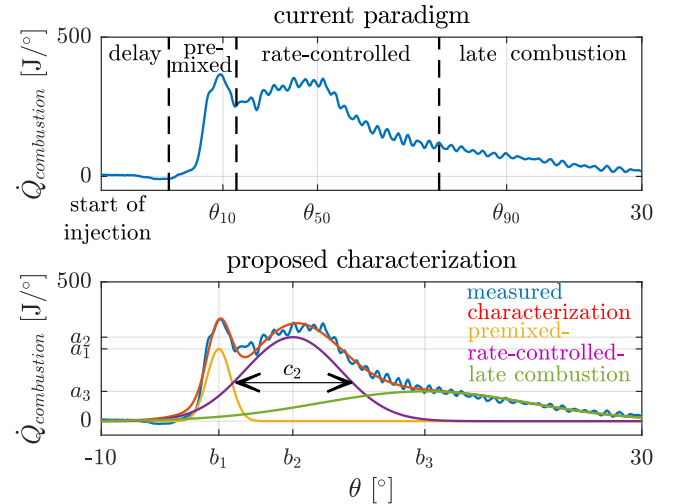 current paradigm
500
delay
pre-
mixed
rate-controlled
late combustion
Q̇combustion [J/°]
0
start of
injection
θ10
θ50
θ90
30
proposed characterization
500
measured
characterization
premixed-
rate-controlled-
late combustion
a2
a1
c2
a3
Q̇combustion [J/°]
0
-10
b1
b2
b3
30
θ [°]